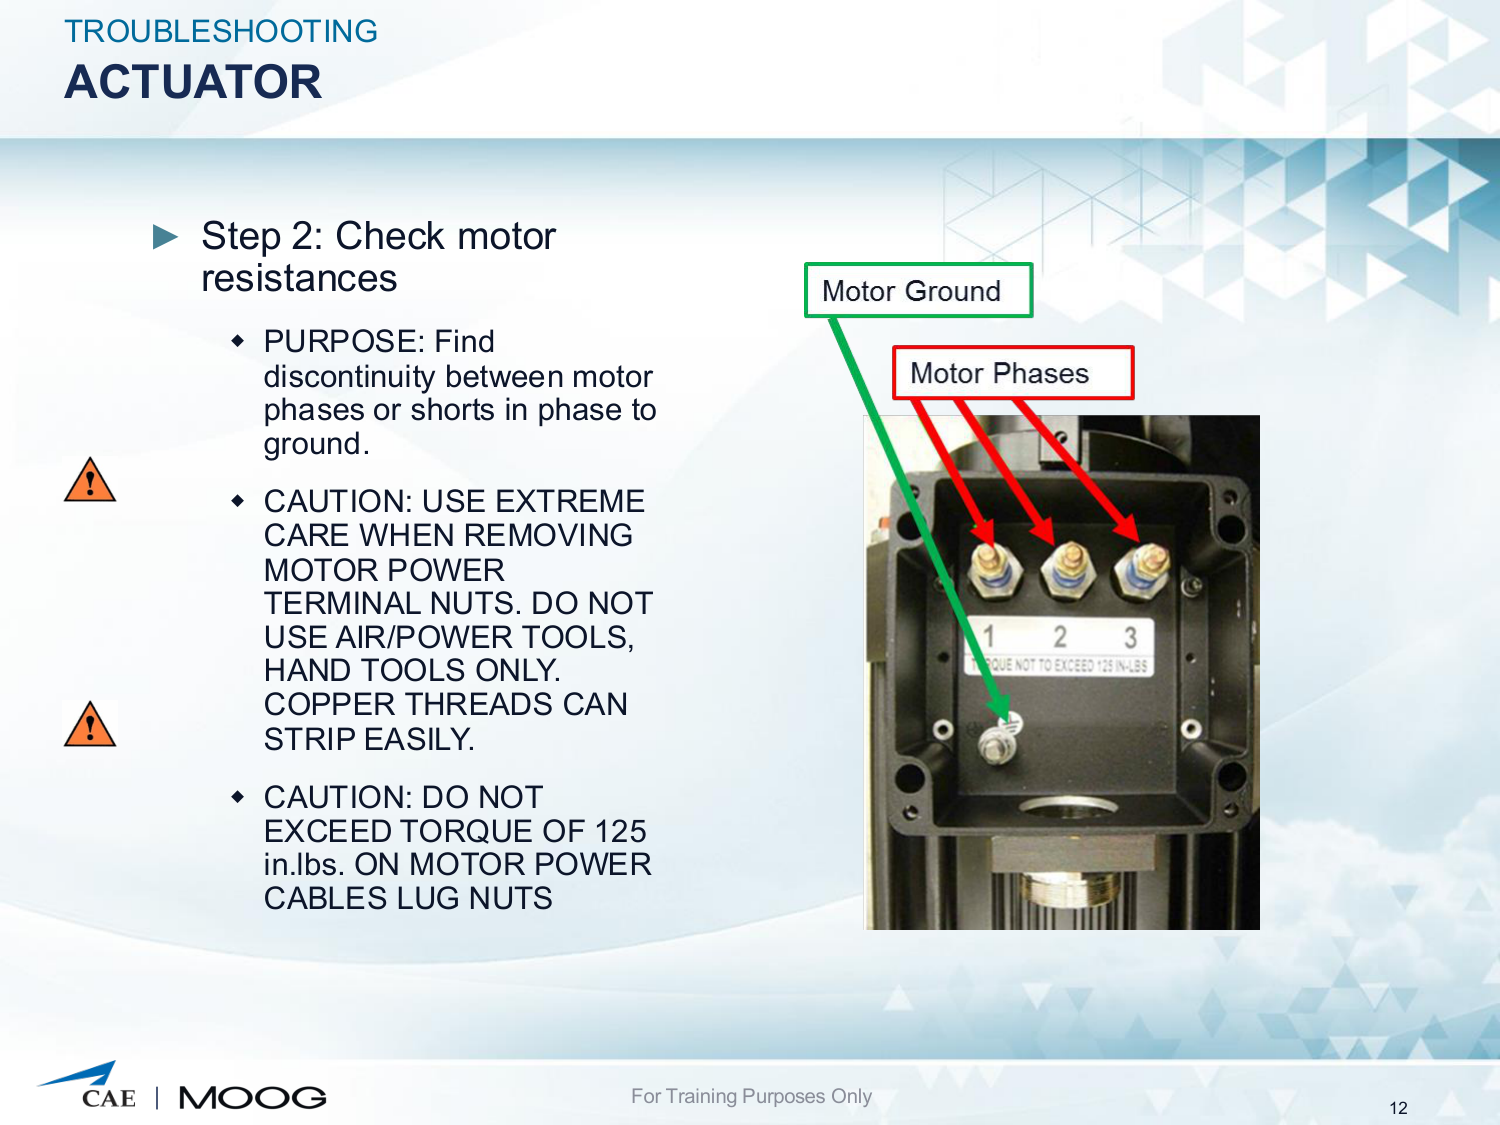 TROUBLESHOOTING
ACTUATOR
Step 2: Check motor
resistances
PURPOSE: Find
discontinuity between motor
phases or shorts in phase to
ground.
CAUTION: USE EXTREME
CARE WHEN REMOVING
MOTOR POWER
TERMINAL NUTS. DO NOT
USE AIR/POWER TOOLS,
HAND TOOLS ONLY.
COPPER THREADS CAN
STRIP EASILY.
CAUTION: DO NOT
EXCEED TORQUE OF 125
in.lbs. ON MOTOR POWER
CABLES LUG NUTS
Motor Ground
Motor Phases
1 2 3
TORQUE NOT TO EXCEED 125 IN-LBS
CAE | MOOG
For Training Purposes Only
12